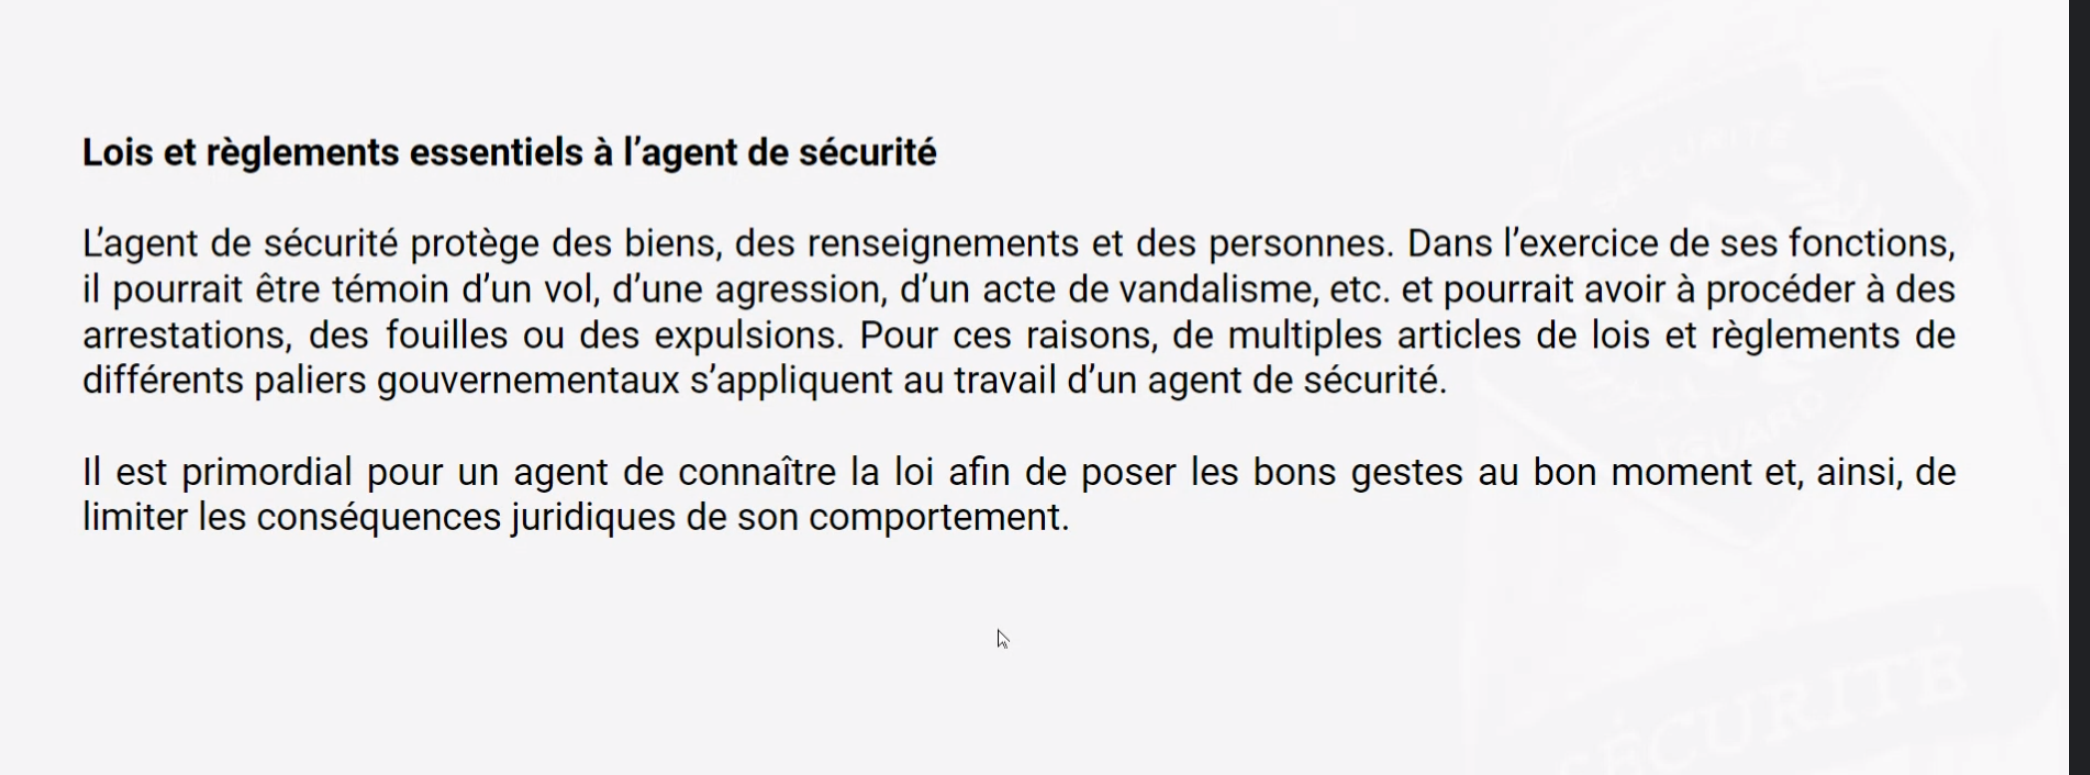 Lois et règlements essentiels à l’agent de sécurité
L’agent de sécurité protège des biens, des renseignements et des personnes. Dans l’exercice de ses fonctions,
il pourrait être témoin d’un vol, d’une agression, d’un acte de vandalisme, etc. et pourrait avoir à procéder à des
arrestations, des fouilles ou des expulsions. Pour ces raisons, de multiples articles de lois et règlements de
différents paliers gouvernementaux s’appliquent au travail d’un agent de sécurité.
Il est primordial pour un agent de connaître la loi afin de poser les bons gestes au bon moment et, ainsi, de
limiter les conséquences juridiques de son comportement.
SÉCURITÉ
GUARD
SÉCURITÉ